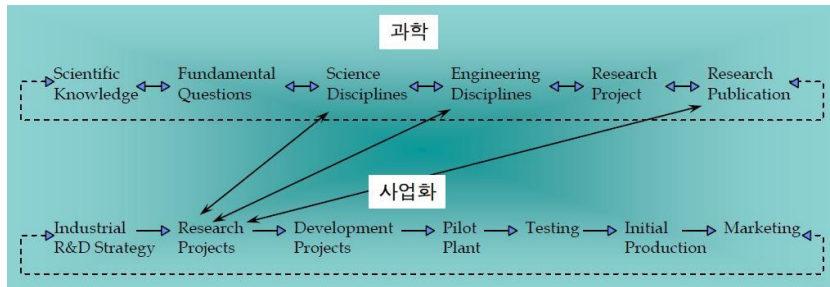 과학
Scientific
Knowledge
Fundamental
Questions
Science
Disciplines
Engineering
Disciplines
Research
Project
Research
Publication
사업화
Industrial
R&D Strategy
Research
Projects
Development
Projects
Pilot
Plant
Testing
Initial
Production
Marketing